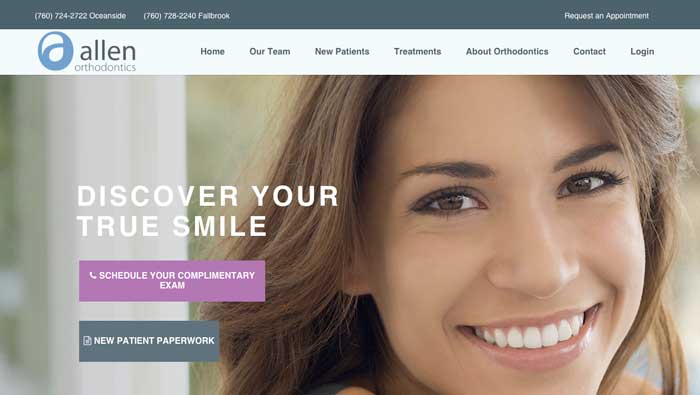 (760) 724-2722 Oceanside (760) 728-2240 Fallbrook Request an Appointment
a allen
orthodontics
Home Our Team New Patients Treatments About Orthodontics Contact Login
DISCOVER YOUR
TRUE SMILE
SCHEDULE YOUR COMPLIMENTARY
EXAM
NEW PATIENT PAPERWORK